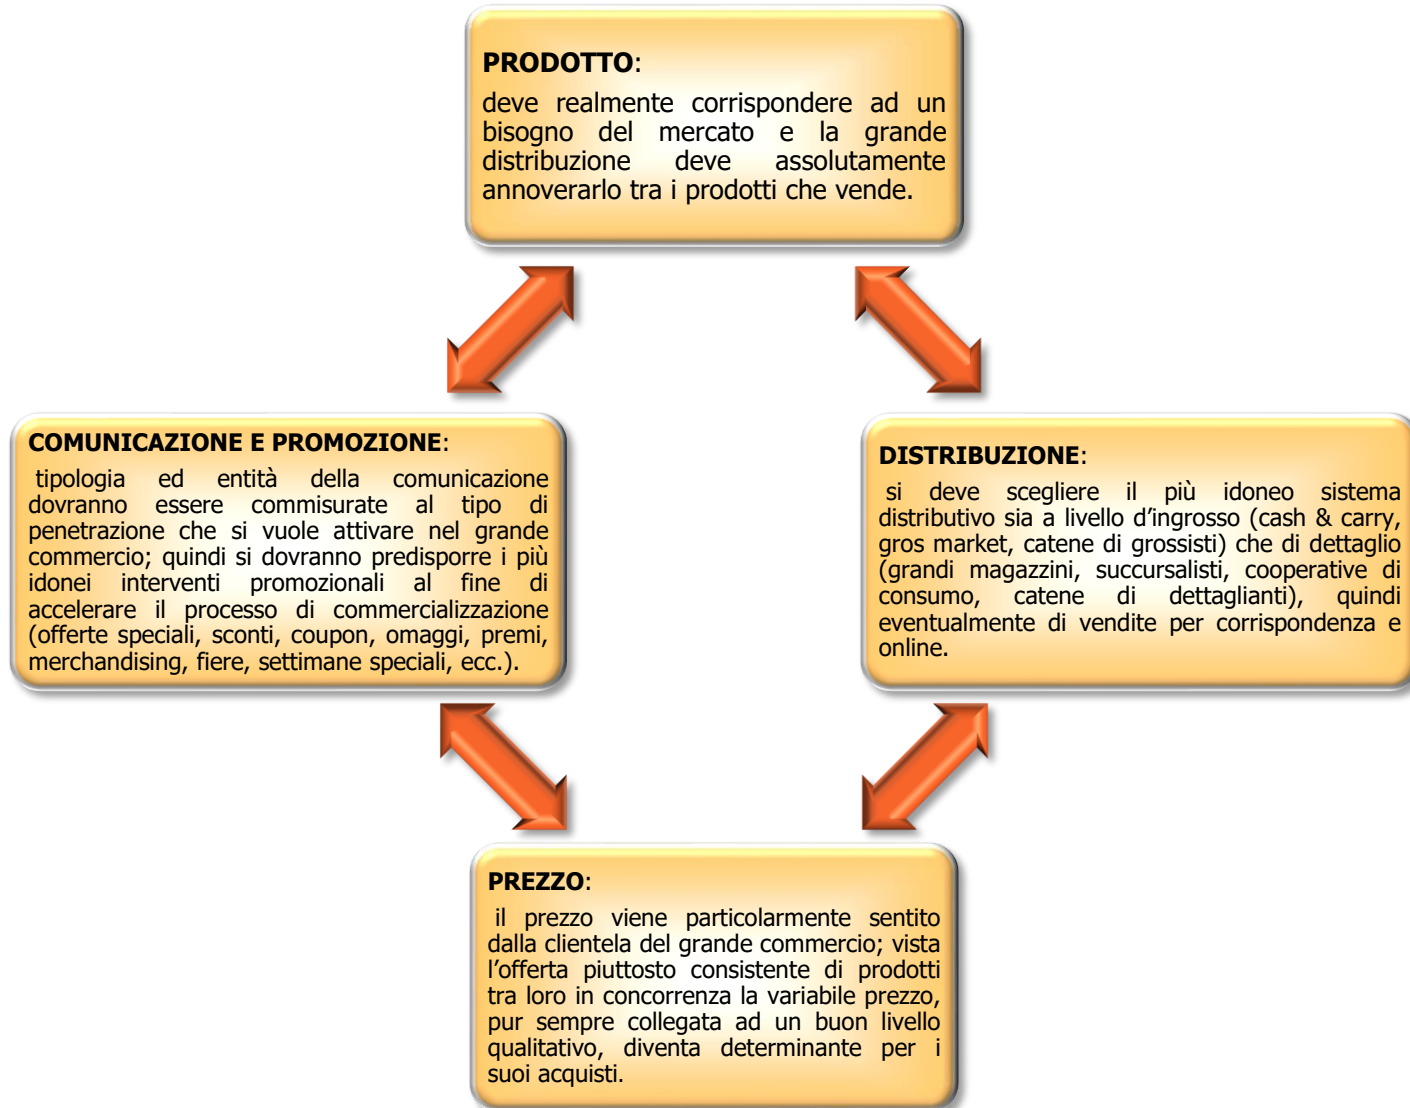 PRODOTTO:
deve realmente corrispondere ad un
bisogno del mercato e la grande
distribuzione deve assolutamente
annoverarlo tra i prodotti che vende.
COMUNICAZIONE E PROMOZIONE:
tipologia ed entità della comunicazione
dovranno essere commisurate al tipo di
penetrazione che si vuole attivare nel grande
commercio; quindi si dovranno predisporre i più
idonei interventi promozionali al fine di
accelerare il processo di commercializzazione
(offerte speciali, sconti, coupon, omaggi, premi,
merchandising, fiere, settimane speciali, ecc.).
DISTRIBUZIONE:
si deve scegliere il più idoneo sistema
distributivo sia a livello d’ingrosso (cash & carry,
gros market, catene di grossisti) che di dettaglio
(grandi magazzini, succursalisti, cooperative di
consumo, catene di dettaglianti), quindi
eventualmente di vendite per corrispondenza e
online.
PREZZO:
il prezzo viene particolarmente sentito
dalla clientela del grande commercio; vista
l’offerta piuttosto consistente di prodotti
tra loro in concorrenza la variabile prezzo,
pur sempre collegata ad un buon livello
qualitativo, diventa determinante per i
suoi acquisti.